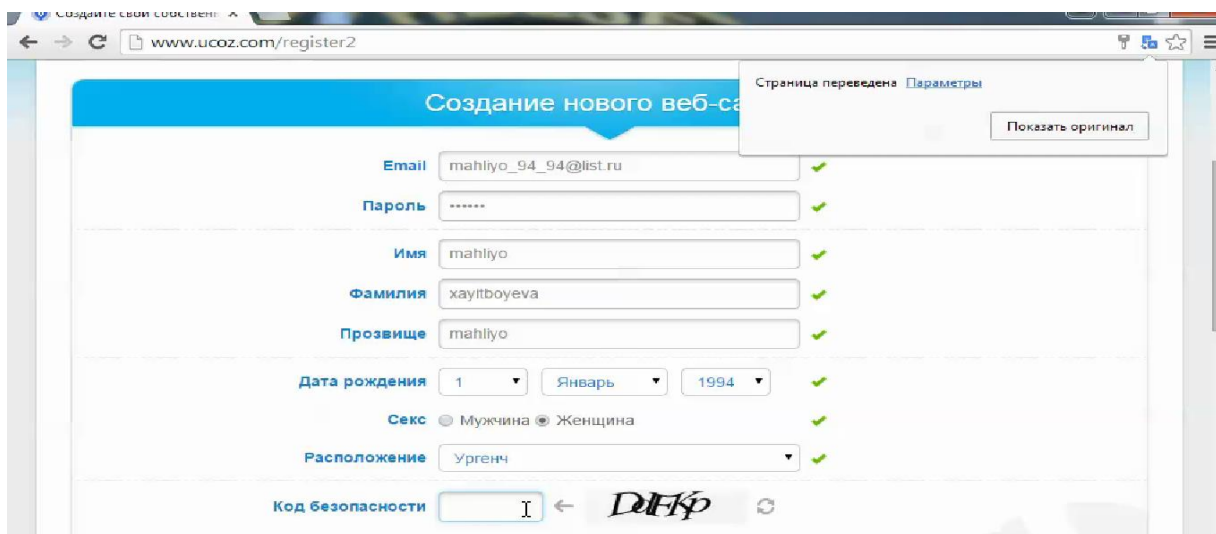 Создайте свой собствен
www.ucoz.com/register2
Страница переведена Параметры
Показать оригинал
Создание нового веб-са
Email mahliyo_94_94@list.ru
Пароль ••••••
Имя mahliyo
Фамилия xayitboyeva
Прозвище mahliyo
Дата рождения 1 Январь 1994
Секс Мужчина Женщина
Расположение Ургенч
Код безопасности